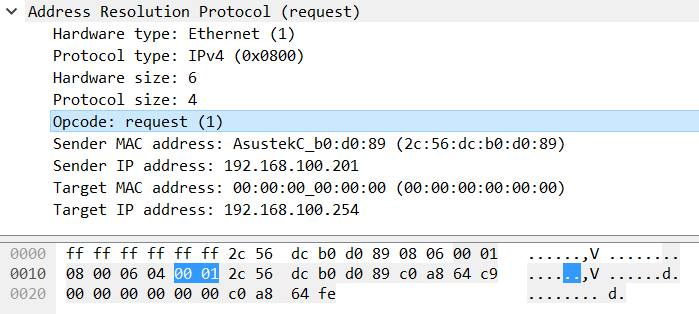 Address Resolution Protocol (request)
Hardware type: Ethernet (1)
Protocol type: IPv4 (0x0800)
Hardware size: 6
Protocol size: 4
Opcode: request (1)
Sender MAC address: AsustekC_b0:d0:89 (2c:56:dc:b0:d0:89)
Sender IP address: 192.168.100.201
Target MAC address: 00:00:00_00:00:00 (00:00:00:00:00:00)
Target IP address: 192.168.100.254
0000 ff ff ff ff ff ff 2c 56 dc b0 d0 89 08 06 00 01 ......,V ........
0010 08 00 06 04 00 01 2c 56 dc b0 d0 89 c0 a8 64 c9 ......,V ......d.
0020 00 00 00 00 00 00 c0 a8 64 fe ........ d.